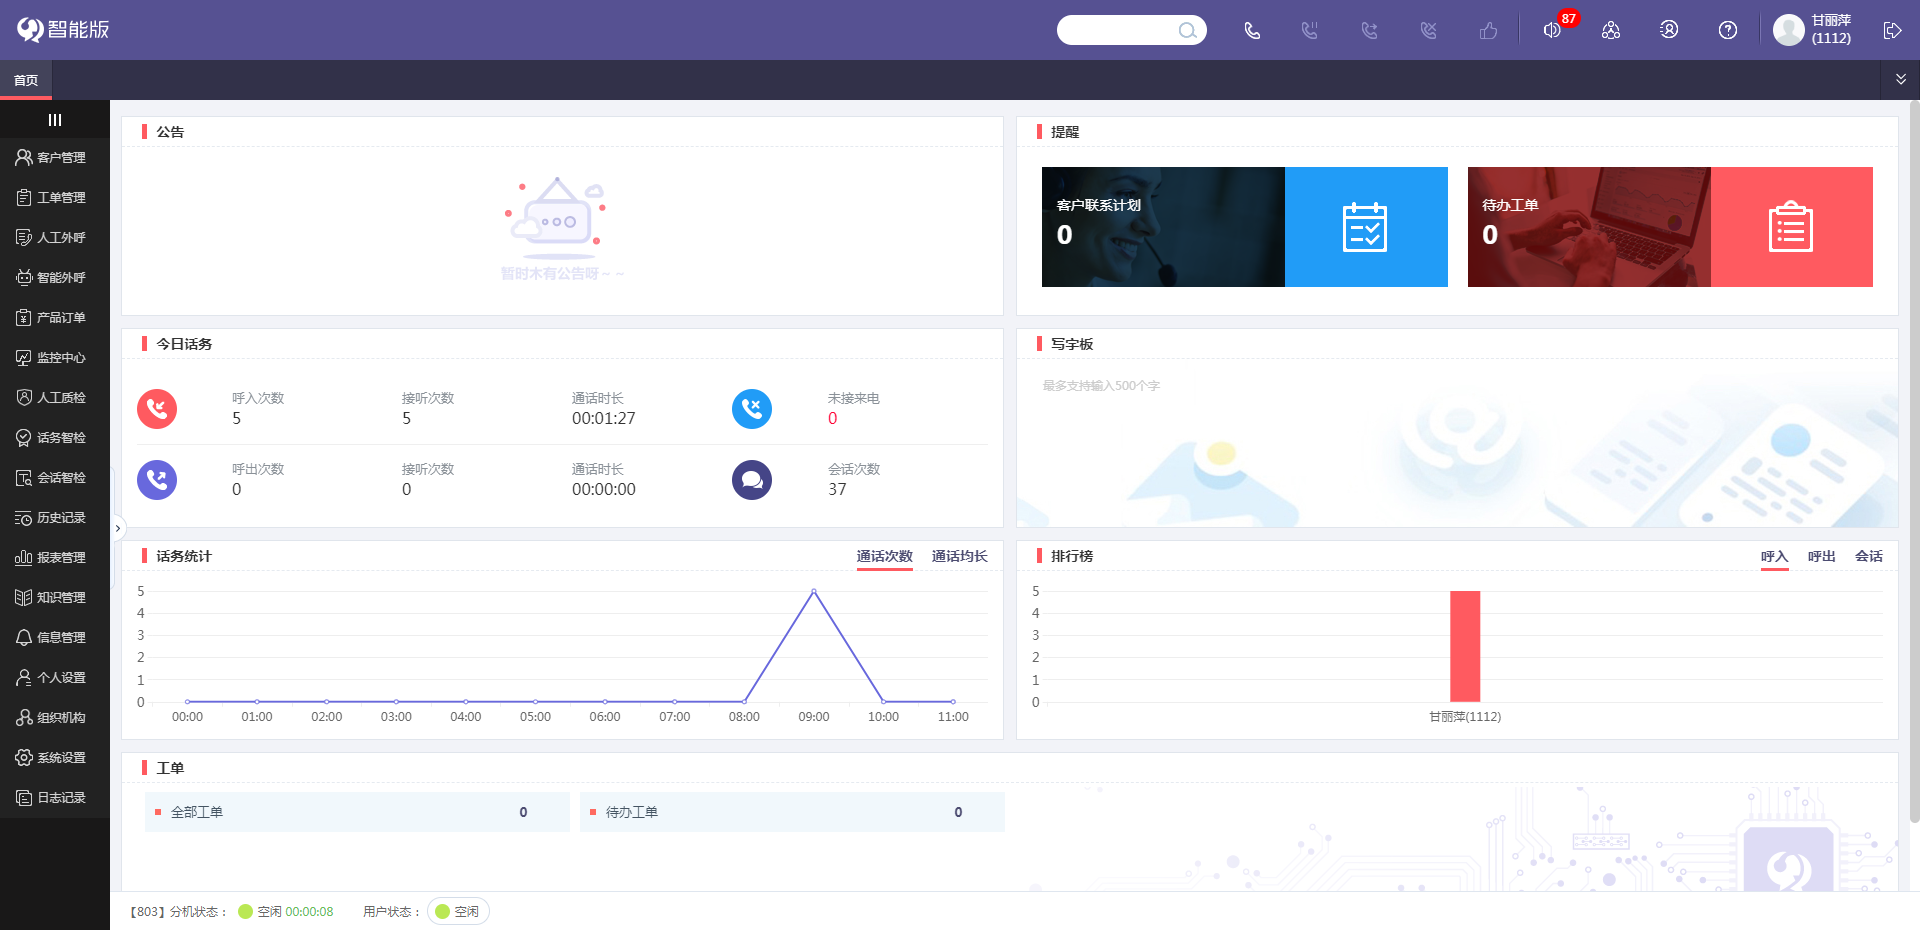 智能版
87
甘丽萍
(1112)
首页
客户管理
工单管理
人工外呼
智能外呼
产品订单
监控中心
人工质检
话务智检
会话智检
历史记录
报表管理
知识管理
信息管理
个人设置
组织机构
系统设置
日志记录
公告
暂时木有公告呀~ ~
提醒
客户联系计划
0
待办工单
0
今日话务
呼入次数 接听次数 通话时长 未接来电
5 5 00:01:27 0
呼出次数 接听次数 通话时长 会话次数
0 0 00:00:00 37
写字板
最多支持输入500个字
话务统计 通话次数 通话均长
5
4
3
2
1
0
00:00 01:00 02:00 03:00 04:00 05:00 06:00 07:00 08:00 09:00 10:00 11:00
排行榜 呼入 呼出 会话
5
4
3
2
1
0
甘丽萍(1112)
工单
全部工单 0 待办工单 0
【803】分机状态： 空闲 00:00:08 用户状态： 空闲